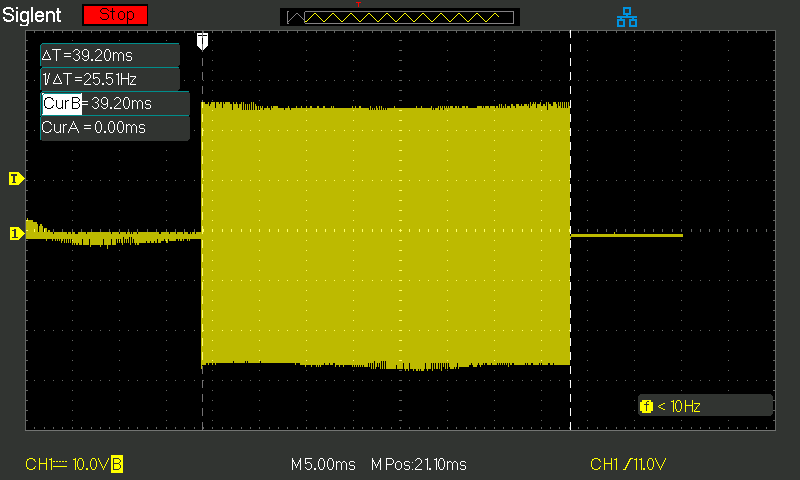 Siglent Stop
T
ΔT=39.20ms
1/ΔT=25.51Hz
CurB=39.20ms
CurA=0.00ms
T
1
f < 10Hz
CH1 10.0V B M5.00ms M Pos:21.10ms CH1 /11.0V